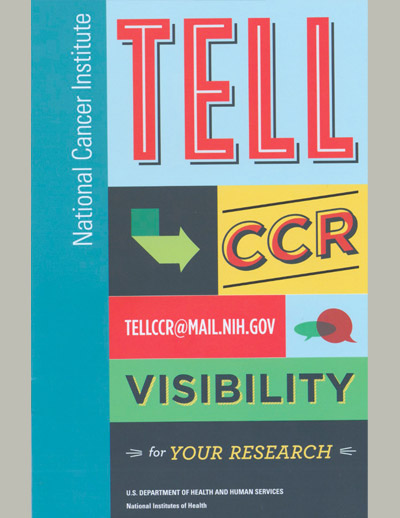 National Cancer Institute
TELL
CCR
TELLCCR@MAIL.NIH.GOV
VISIBILITY
for YOUR RESEARCH
U.S. DEPARTMENT OF HEALTH AND HUMAN SERVICES
National Institutes of Health